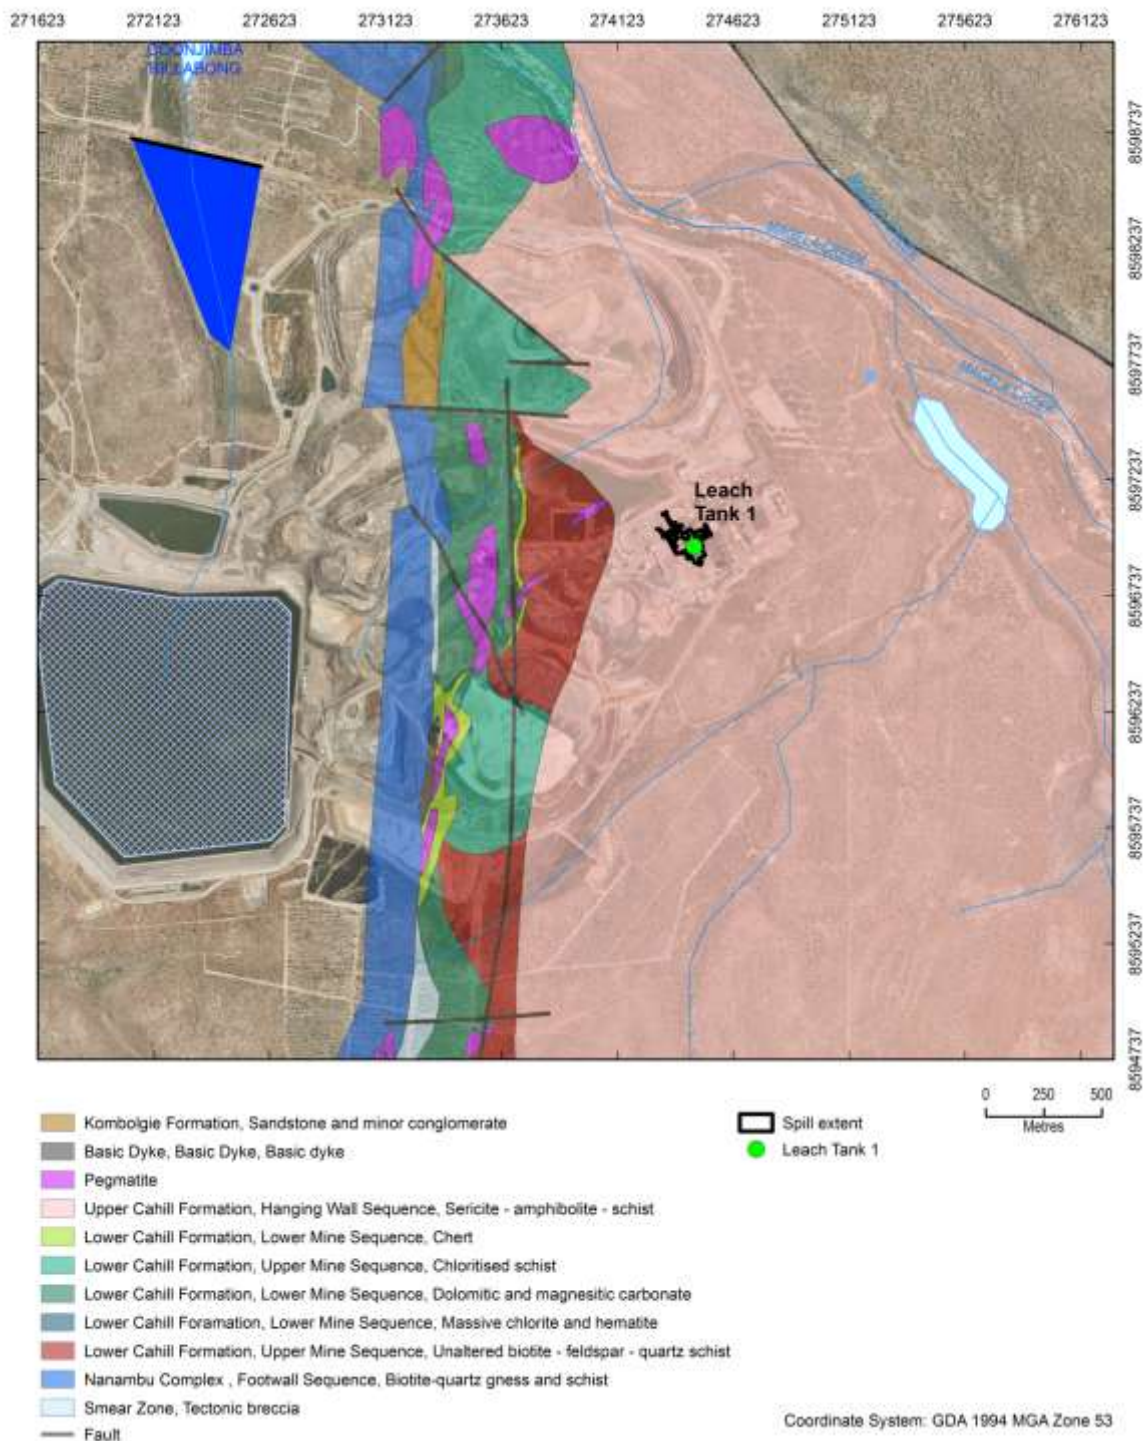 271623 272123 272623 273123 273623 274123 274623 275123 275623 276123
COONJIMBA
BILLABONG
8598737
8598237
8597737
8597237
8596737
8596237
8595737
8595237
8594737
Leach
Tank 1
0 250 500
Metres
Kombolgie Formation, Sandstone and minor conglomerate
Basic Dyke, Basic Dyke, Basic dyke
Pegmatite
Upper Cahill Formation, Hanging Wall Sequence, Sericite - amphibolite - schist
Lower Cahill Formation, Lower Mine Sequence, Chert
Lower Cahill Formation, Upper Mine Sequence, Chloritised schist
Lower Cahill Formation, Lower Mine Sequence, Dolomitic and magnesitic carbonate
Lower Cahill Foramation, Lower Mine Sequence, Massive chlorite and hematite
Lower Cahill Formation, Upper Mine Sequence, Unaltered biotite - feldspar - quartz schist
Nanambu Complex , Footwall Sequence, Biotite-quartz gness and schist
Smear Zone, Tectonic breccia
Fault
Spill extent
Leach Tank 1
Coordinate System: GDA 1994 MGA Zone 53